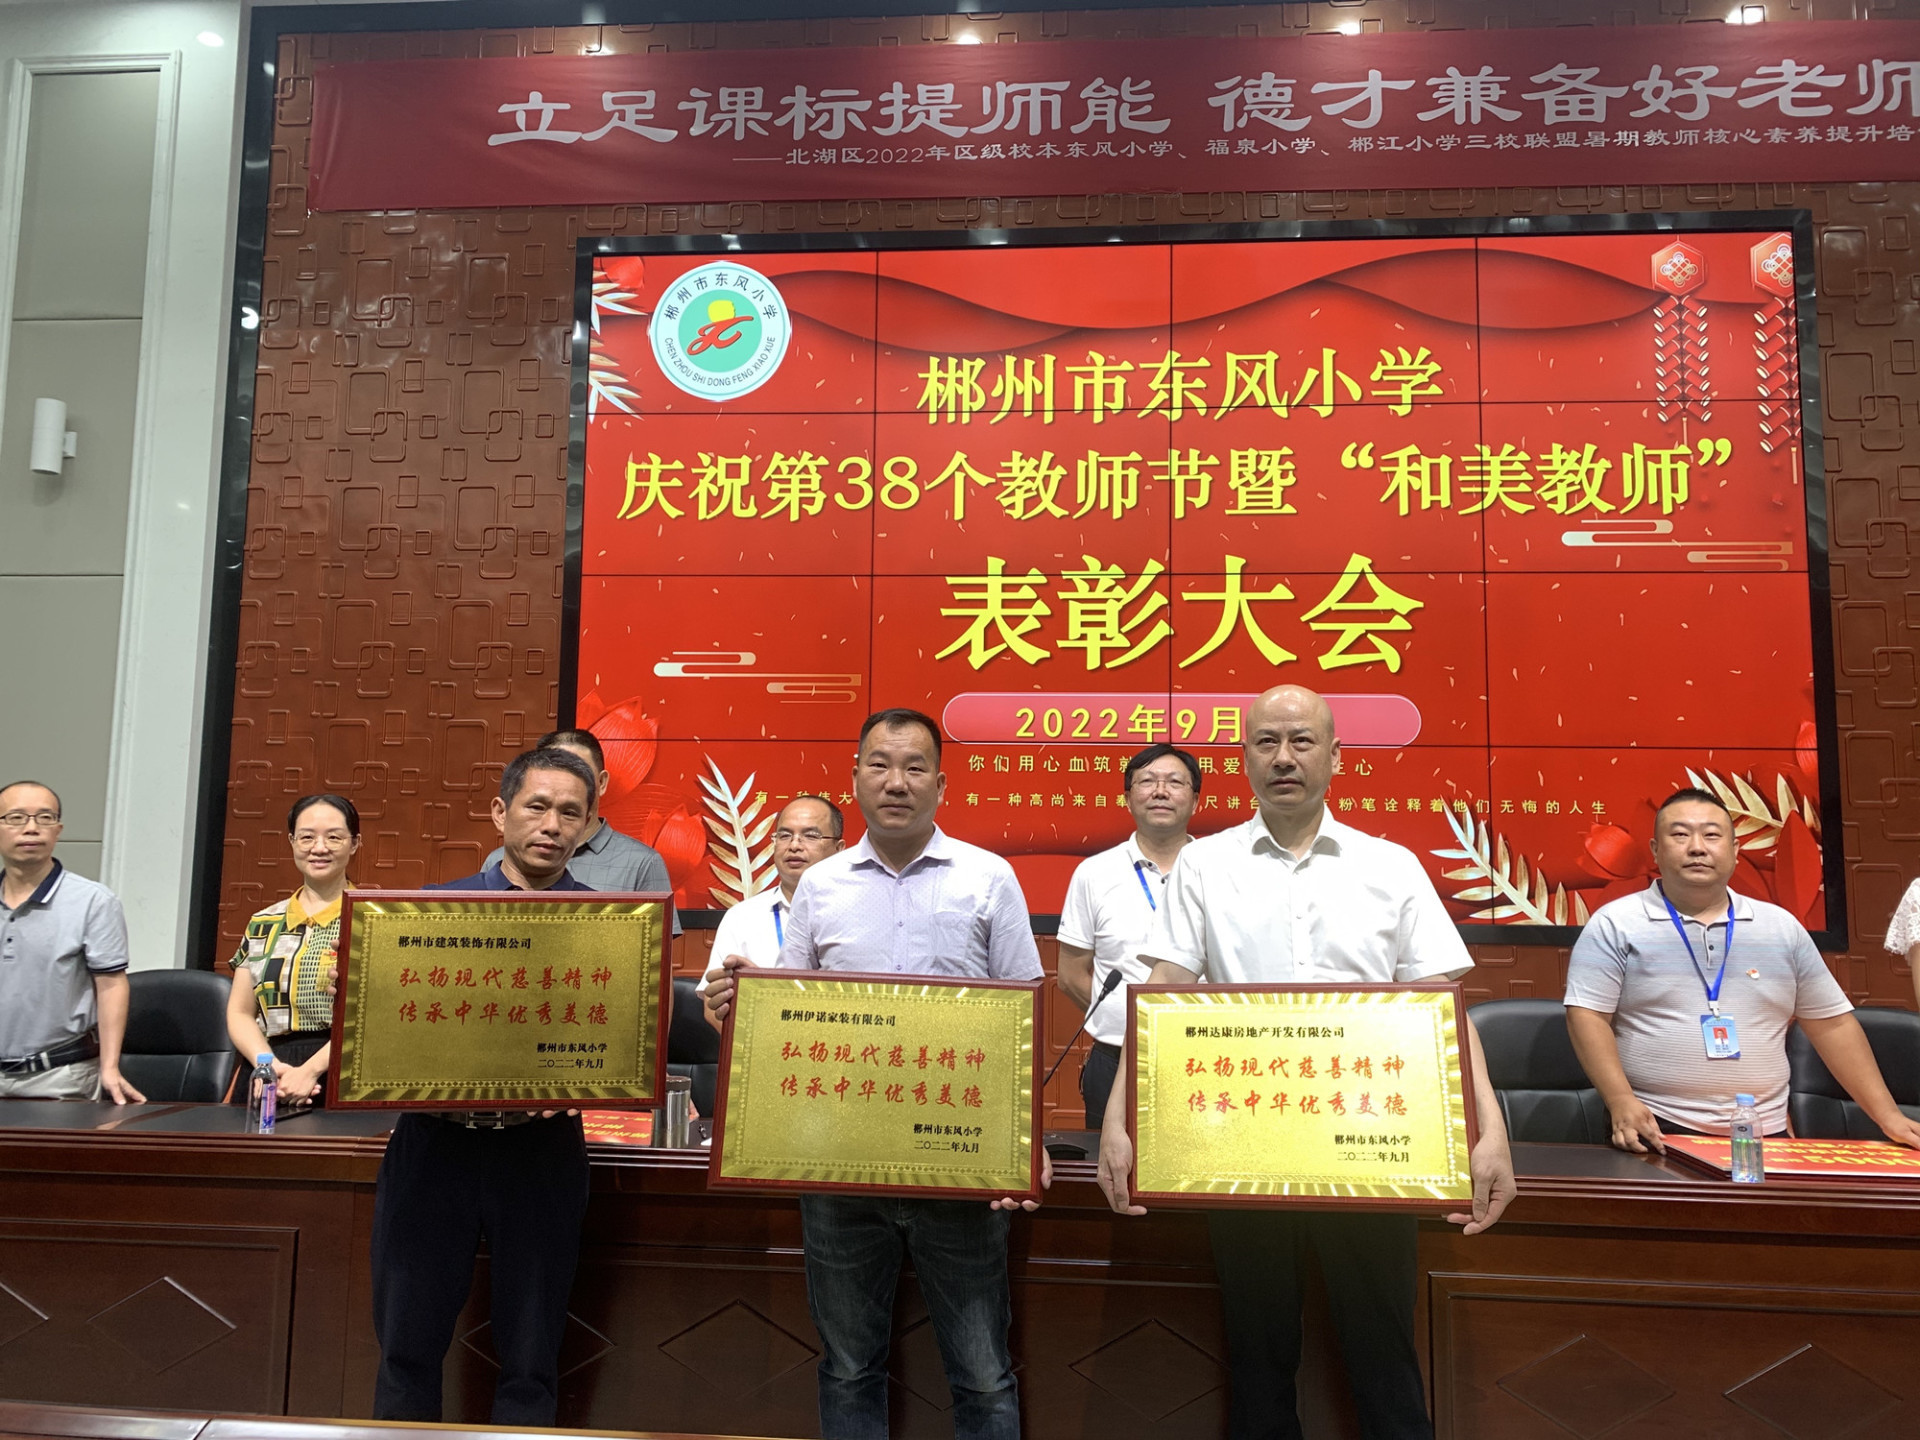 立足课标提师能 德才兼备好老师
——北湖区2022年区级校本东风小学、福泉小学、郴江小学三校联盟暑期教师核心素养提升培
郴州市东风小学
CHEN ZHOU SHI DONG FENG XIAO XUE
郴州市东风小学
庆祝第38个教师节暨“和美教师”
表彰大会
2022年9月
你们用心血筑就 用爱 心
有一种伟大 有一种高尚来自奉 尺讲台 粉笔诠释着他们无悔的人生
郴州市建筑装饰有限公司
弘扬现代慈善精神
传承中华优秀美德
郴州市东风小学
二〇二二年九月
郴州伊诺家装有限公司
弘扬现代慈善精神
传承中华优秀美德
郴州市东风小学
二〇二二年九月
郴州达康房地产开发有限公司
弘扬现代慈善精神
传承中华优秀美德
郴州市东风小学
二〇二二年九月